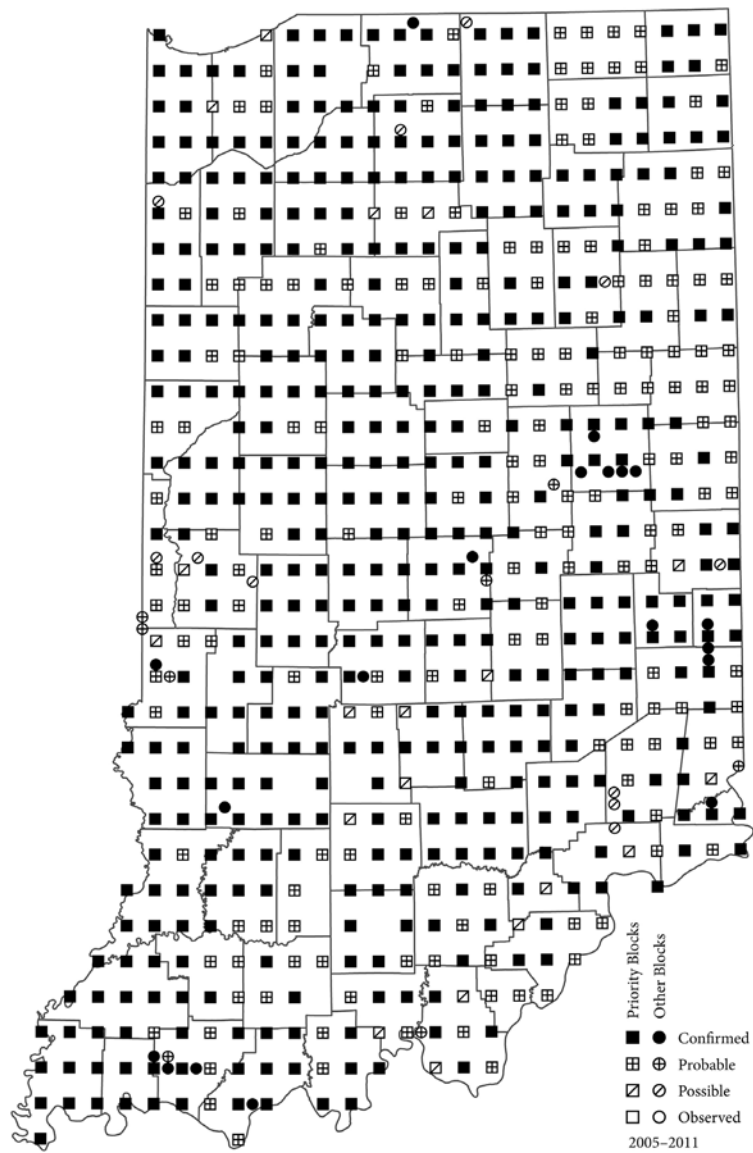 Priority Blocks
Other Blocks
Confirmed
Probable
Possible
Observed
2005–2011